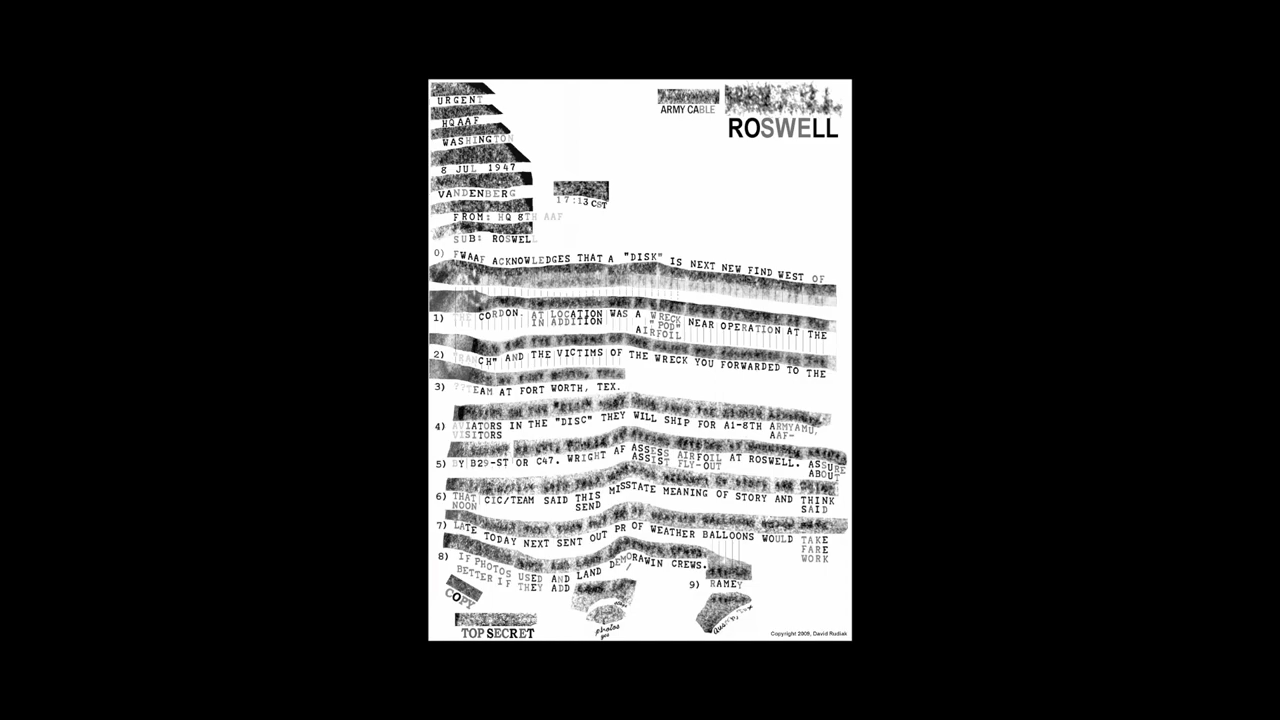 URGENT
HQAAF
WASHINGTON
8 JUL 1947
VANDENBERG
FROM: HQ 8TH AAF
SUB: ROSWELL
ARMY CABLE
ROSWELL
17:13 CST
0) FWAAF ACKNOWLEDGES THAT A "DISK" IS NEXT NEW FIND WEST OF
1) THE CORDON. AT LOCATION WAS A WRECK NEAR OPERATION AT THE
IN ADDITION "POD"
AIRFOIL
2) "RANCH" AND THE VICTIMS OF THE WRECK YOU FORWARDED TO THE
3) ??TEAM AT FORT WORTH, TEX.
4) AVIATORS IN THE "DISC" THEY WILL SHIP FOR A1-8TH ARMYAMU,
VISITORS AAF-
5) BY B29-ST OR C47. WRIGHT AF ASSESS AIRFOIL AT ROSWELL. ASSURE
ASSIST FLY-OUT ABOUT
6) THAT CIC/TEAM SAID THIS MISSTATE MEANING OF STORY AND THINK
NOON SEND SAID
7) LATE TODAY NEXT SENT OUT PR OF WEATHER BALLOONS WOULD TAKE
FARE
WORK
8) IF PHOTOS USED AND LAND DEMORAWIN CREWS.
BETTER IF THEY ADD /
9) RAMEY
COPY
TOP SECRET
photos
Copyright 2009, David Rudiak